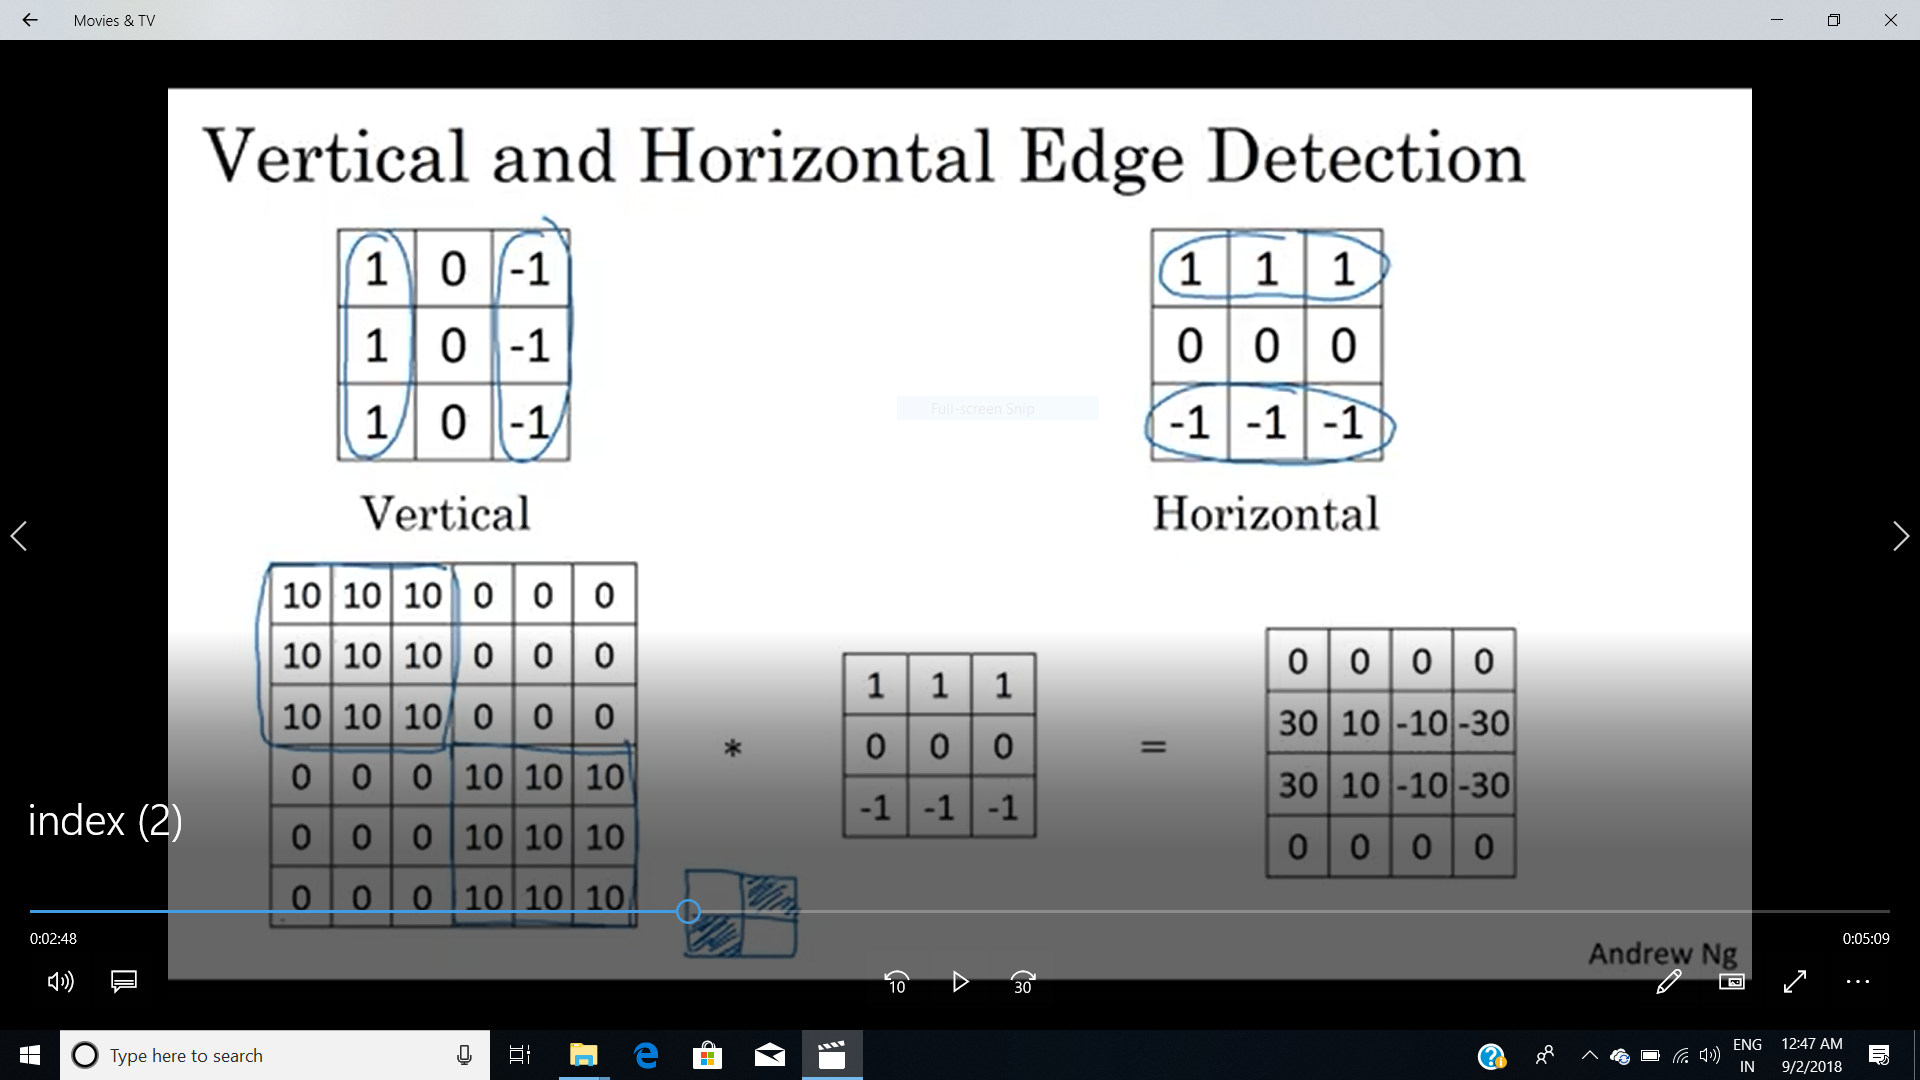 Movies & TV
Vertical and Horizontal Edge Detection
1 0 -1
1 0 -1
1 0 -1
Vertical
1 1 1
0 0 0
-1 -1 -1
Horizontal
Full-screen Snip
10 10 10 0 0 0
10 10 10 0 0 0
10 10 10 0 0 0
0 0 0 10 10 10
0 0 0 10 10 10
0 0 0 10 10 10
*
1 1 1
0 0 0
-1 -1 -1
=
0 0 0 0
30 10 -10 -30
30 10 -10 -30
0 0 0 0
index (2)
0:02:48
0:05:09
Andrew Ng
10
30
Type here to search
ENG
IN
12:47 AM
9/2/2018